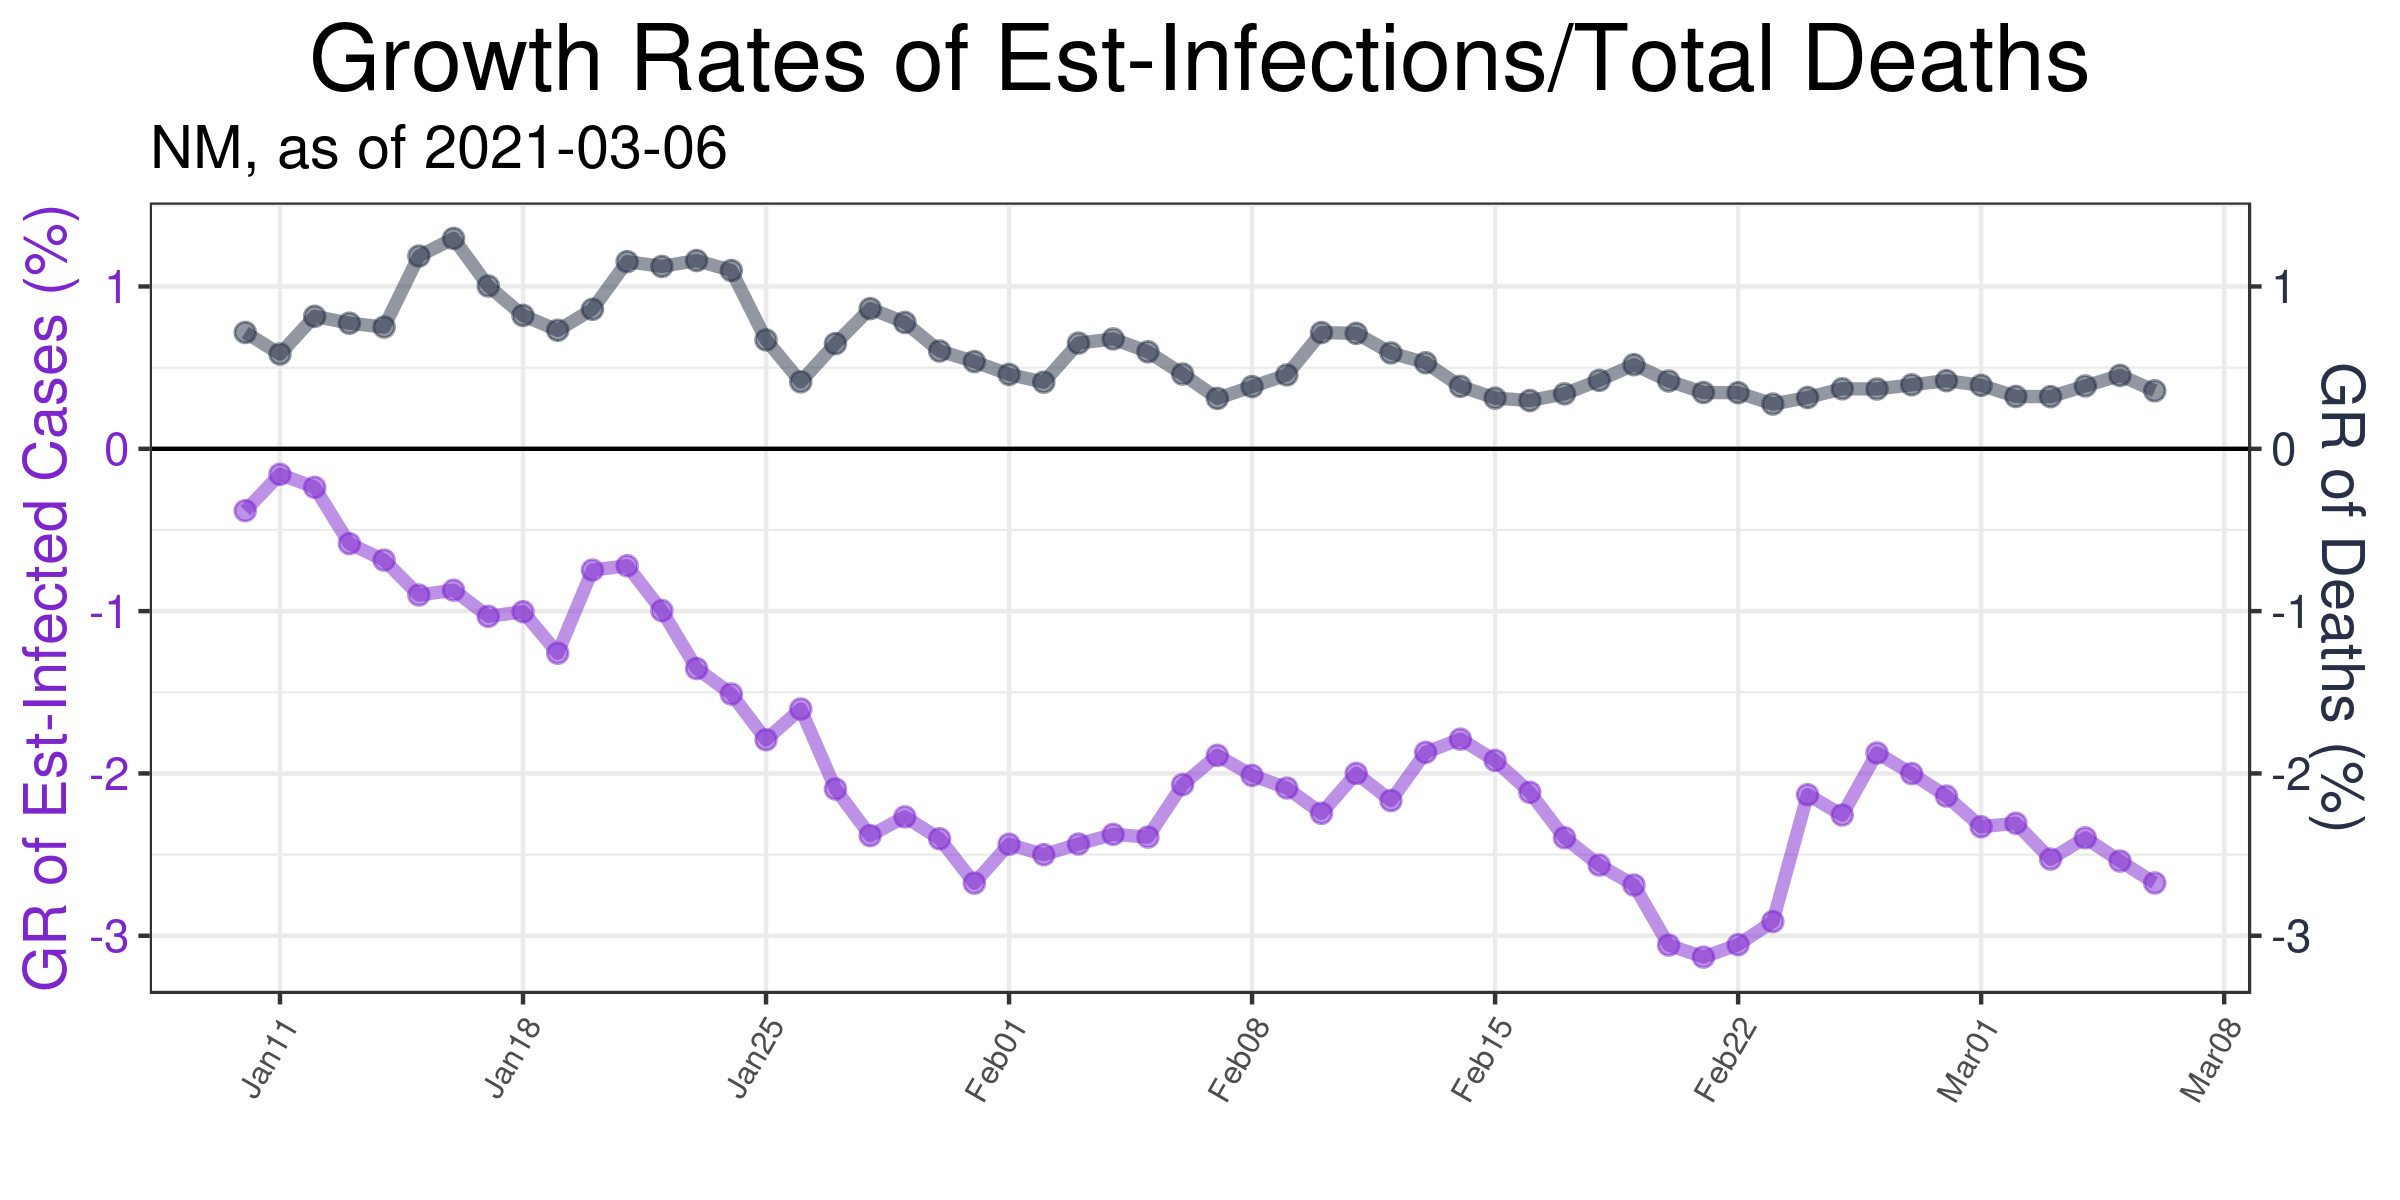 Growth Rates of Est-Infections/Total Deaths
NM, as of 2021-03-06
GR of Est-Infected Cases (%)
1
0
-1
-2
-3
1
0
-1
-2
-3
GR of Deaths (%)
Jan11
Jan18
Jan25
Feb01
Feb08
Feb15
Feb22
Mar01
Mar08